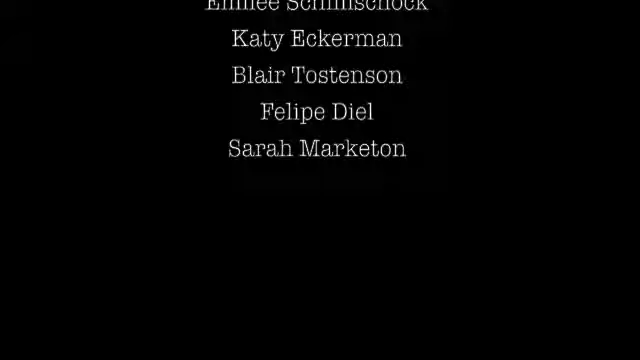 Katy Eckerman
Blair Tostenson
Felipe Diel
Sarah Marketon